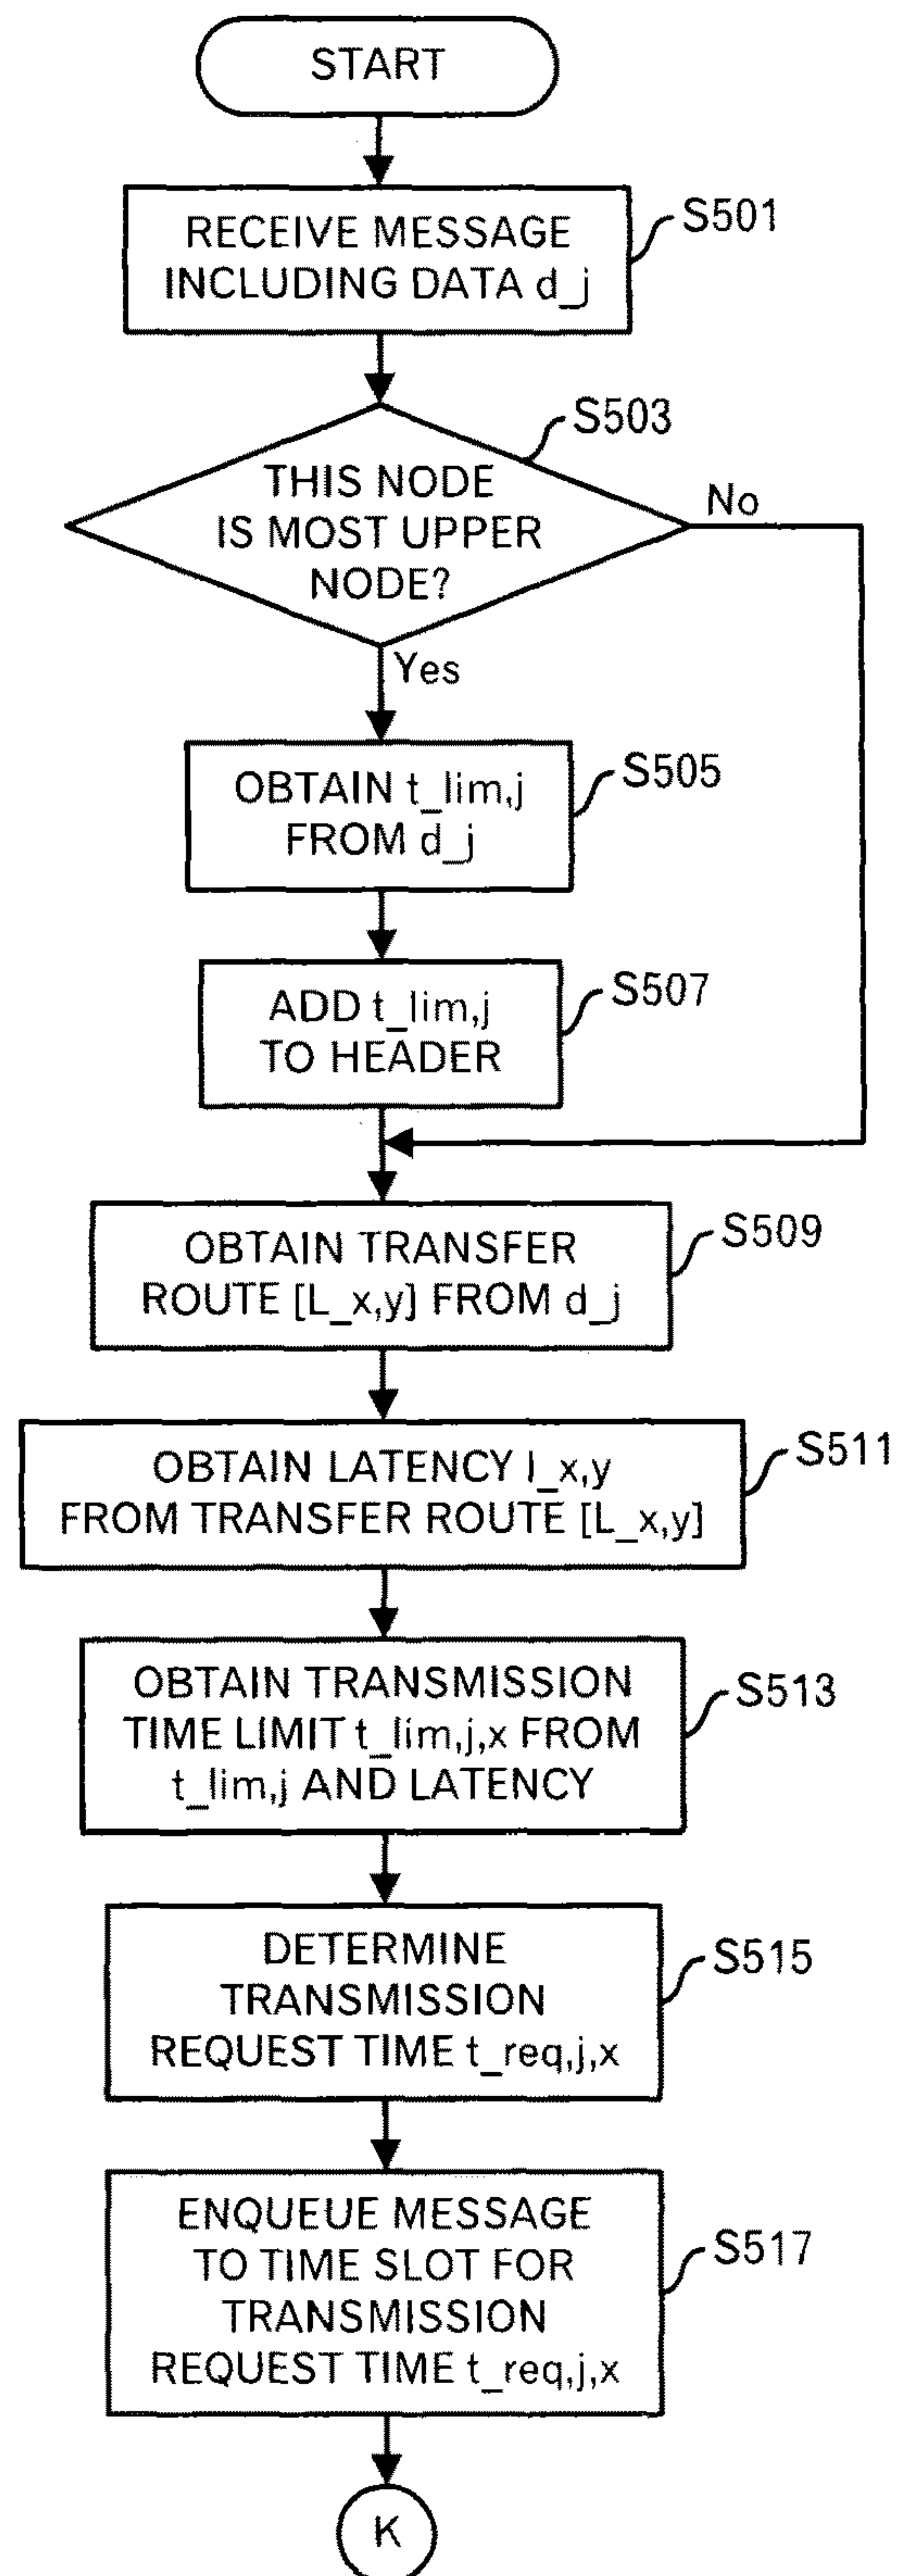 START
RECEIVE MESSAGE
INCLUDING DATA d_j
S501
S503
THIS NODE
IS MOST UPPER
NODE?
No
Yes
OBTAIN t_lim,j
FROM d_j
S505
ADD t_lim,j
TO HEADER
S507
OBTAIN TRANSFER
ROUTE [L_x,y] FROM d_j
S509
OBTAIN LATENCY l_x,y
FROM TRANSFER ROUTE [L_x,y]
S511
OBTAIN TRANSMISSION
TIME LIMIT t_lim,j,x FROM
t_lim,j AND LATENCY
S513
DETERMINE
TRANSMISSION
REQUEST TIME t_req,j,x
S515
ENQUEUE MESSAGE
TO TIME SLOT FOR
TRANSMISSION
REQUEST TIME t_req,j,x
S517
K